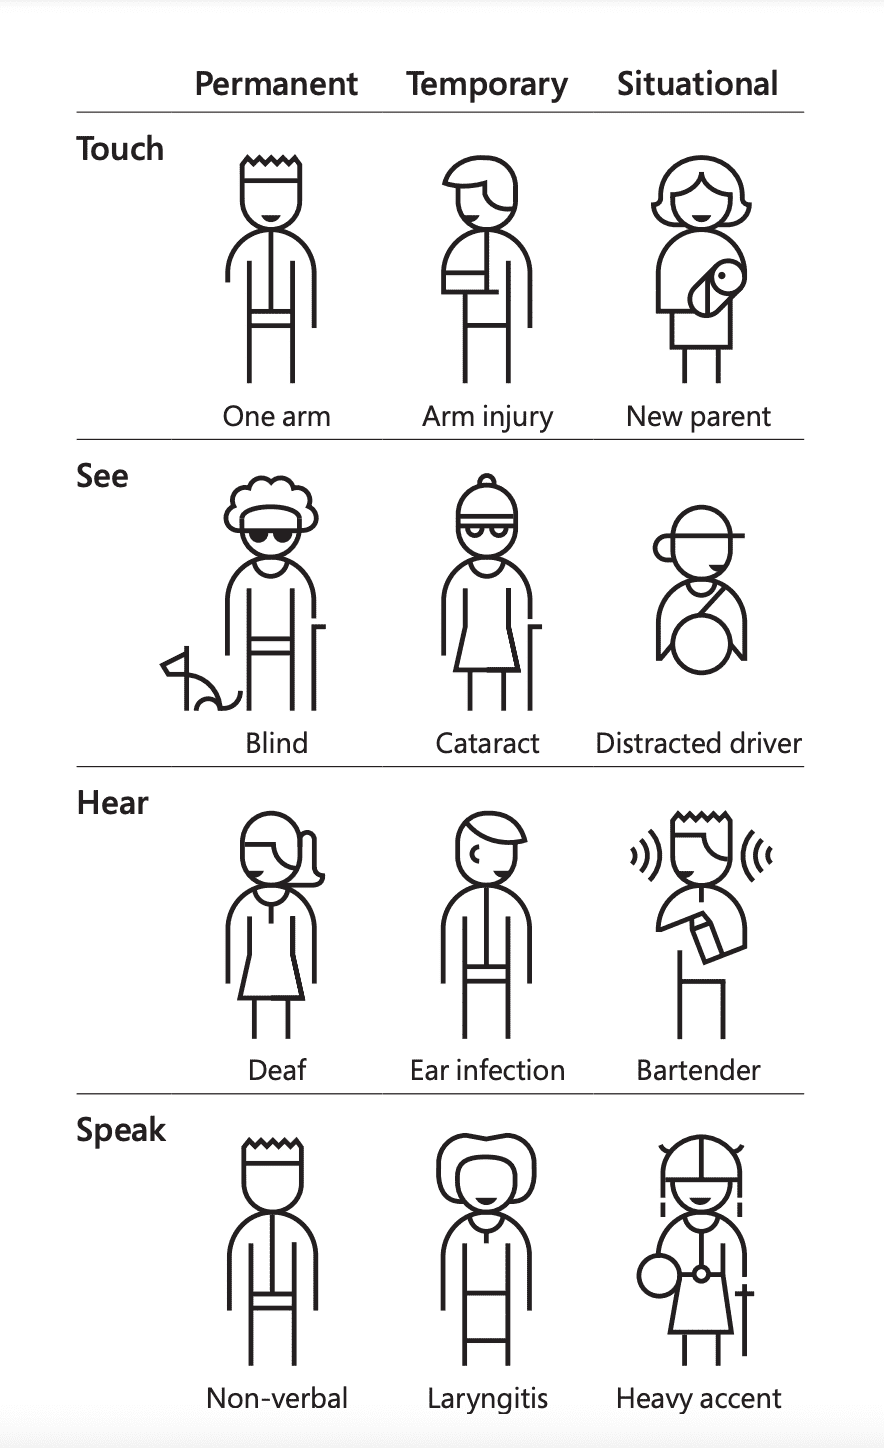 Permanent Temporary Situational
Touch
One arm Arm injury New parent
See
Blind Cataract Distracted driver
Hear
Deaf Ear infection Bartender
Speak
Non-verbal Laryngitis Heavy accent